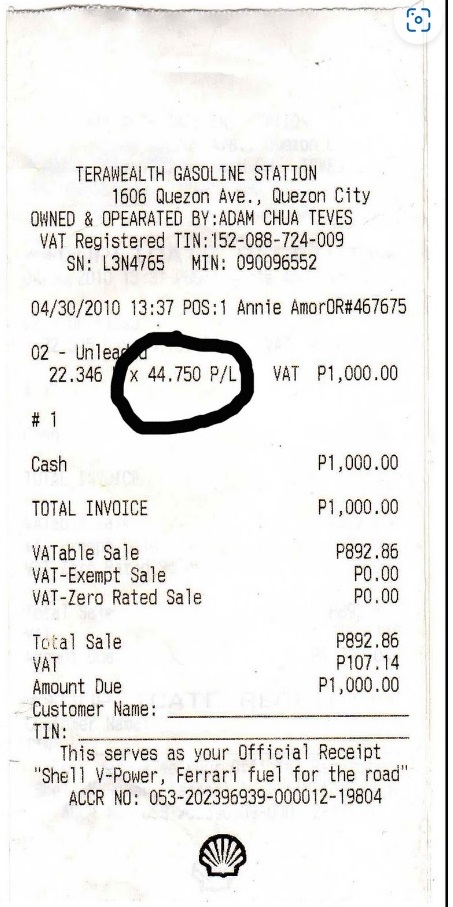 TERAWEALTH GASOLINE STATION
1606 Quezon Ave., Quezon City
OWNED & OPEARATED BY:ADAM CHUA TEVES
VAT Registered TIN:152-088-724-009
SN: L3N4765 MIN: 090096552
04/30/2010 13:37 POS:1 Annie AmorOR#467675
02 - Unleaded
22.346 x 44.750 P/L VAT P1,000.00
# 1
Cash P1,000.00
TOTAL INVOICE P1,000.00
VATable Sale P892.86
VAT-Exempt Sale P0.00
VAT-Zero Rated Sale P0.00
Total Sale P892.86
VAT P107.14
Amount Due P1,000.00
Customer Name:
TIN:
This serves as your Official Receipt
"Shell V-Power, Ferrari fuel for the road"
ACCR NO: 053-202396939-000012-19804